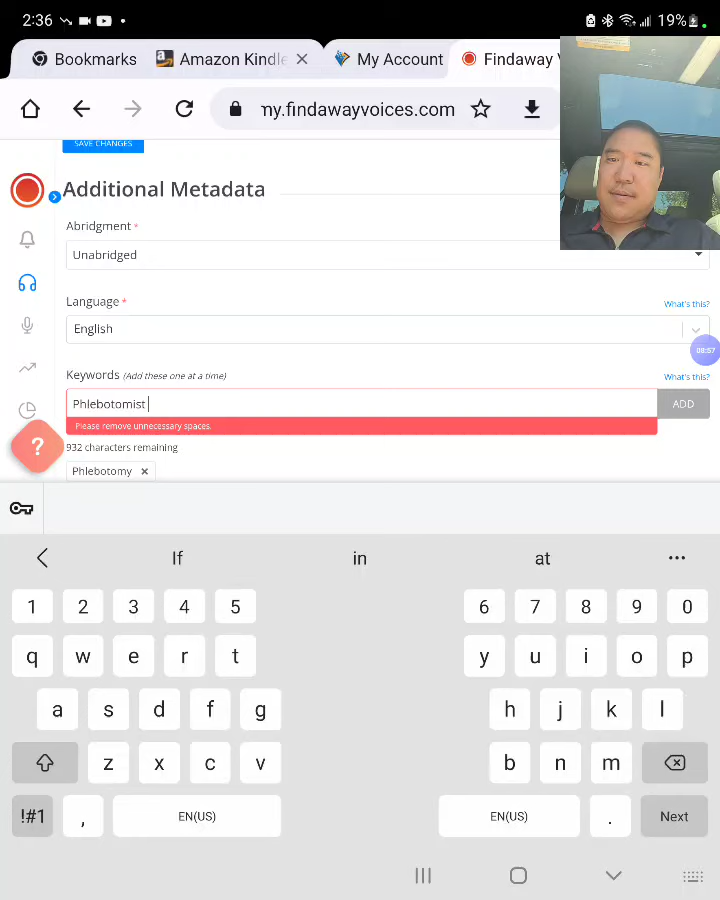 2:36 19%
Bookmarks Amazon Kindle My Account Findaway V
my.findawayvoices.com
SAVE CHANGES
Additional Metadata
Abridgment *
Unabridged
Language * What's this?
English
00:57
Keywords (Add these one at a time) What's this?
Phlebotomist ADD
Please remove unnecessary spaces.
?
932 characters remaining
Phlebotomy ×
If in at
1 2 3 4 5 6 7 8 9 0
q w e r t y u i o p
a s d f g h j k l
z x c v b n m
!#1 , EN(US) EN(US) . Next